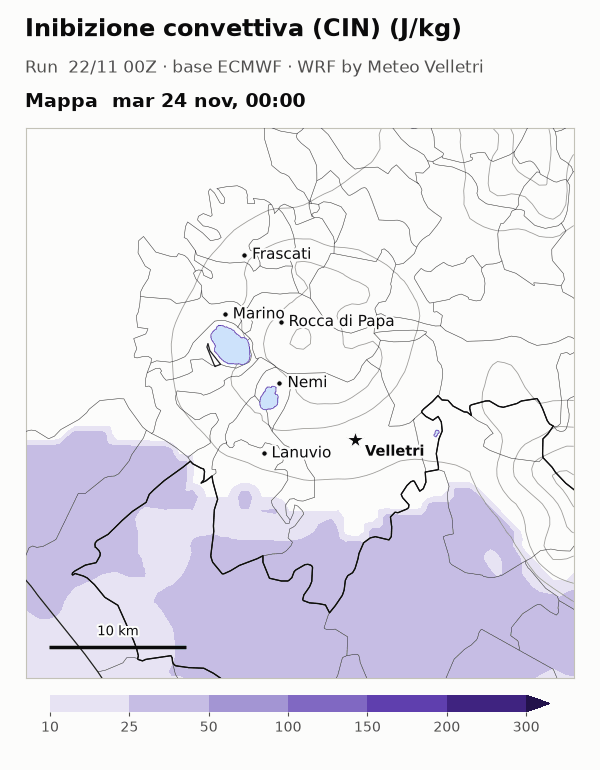 Inibizione convettiva (CIN) (J/kg)
Run  22/11 00Z · base ECMWF · WRF by Meteo Velletri
Mappa  mar 24 nov, 00:00
Frascati
Marino
Rocca di Papa
Nemi
Velletri
Lanuvio
10 km
10 25 50 100 150 200 300